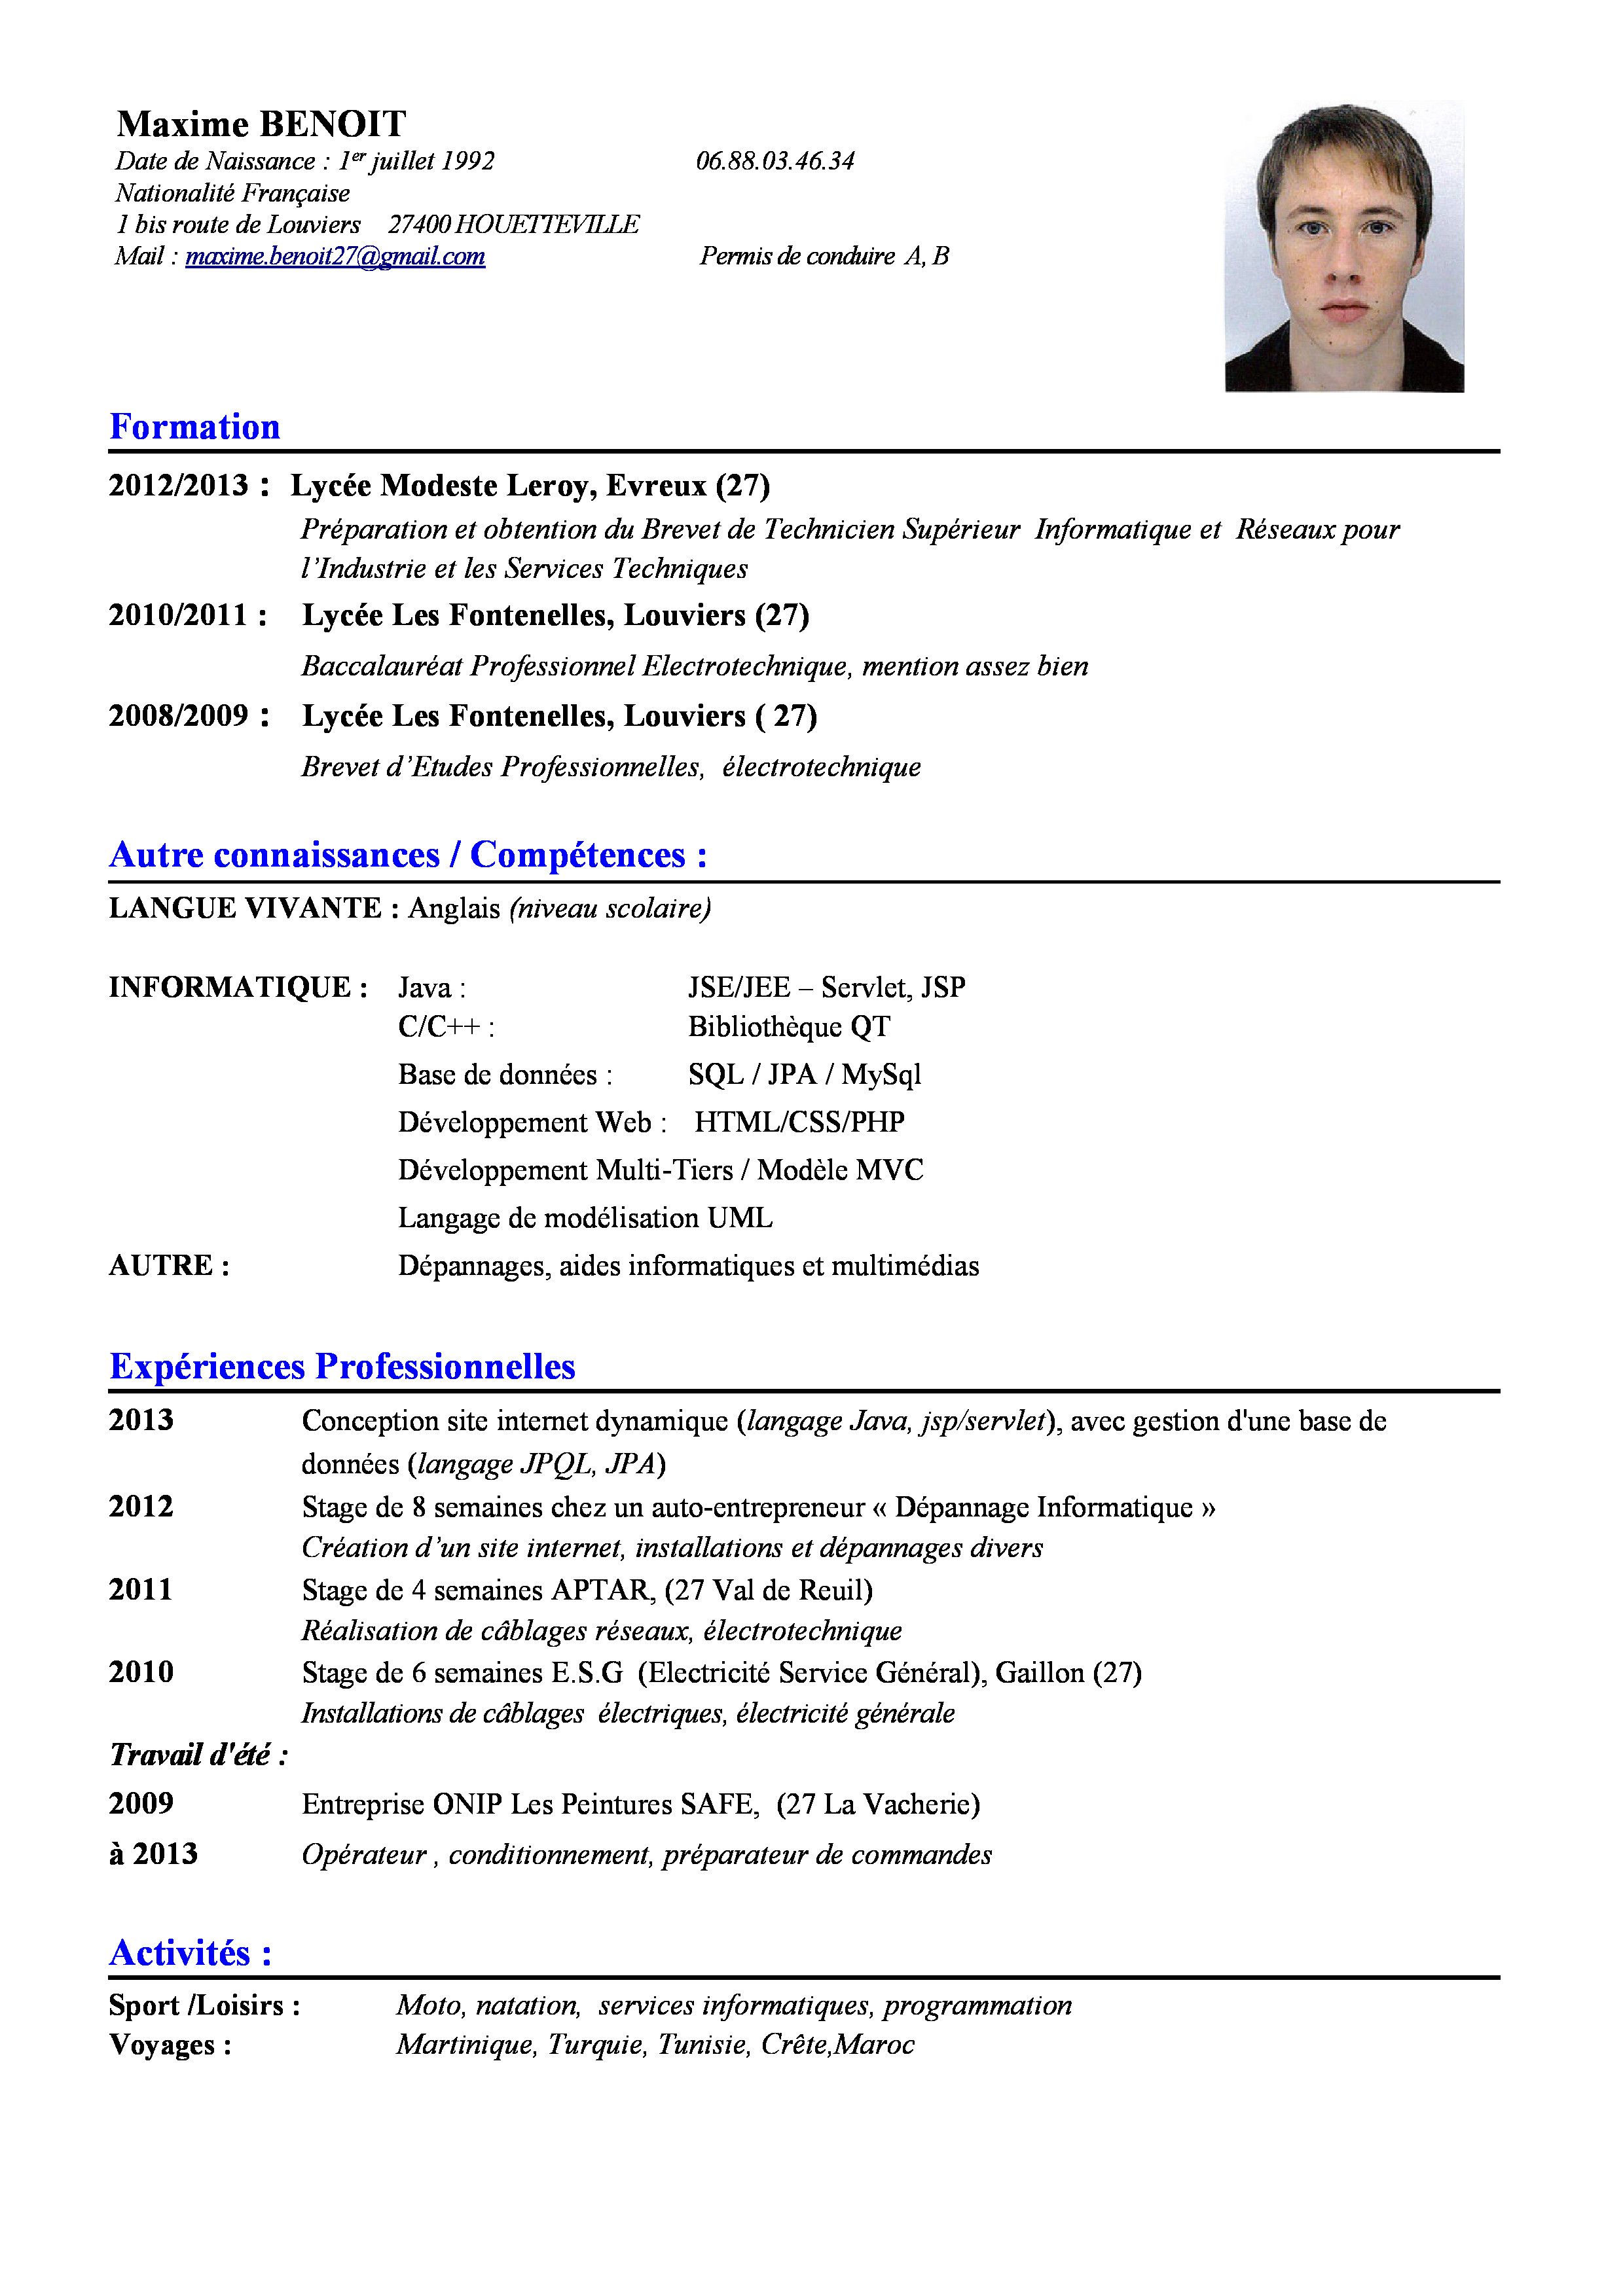 Maxime BENOIT
Date de Naissance : 1er juillet 1992 06.88.03.46.34
Nationalité Française
1 bis route de Louviers 27400 HOUETTEVILLE
Mail : maxime.benoit27@gmail.com Permis de conduire A, B
Formation
2012/2013 : Lycée Modeste Leroy, Evreux (27)
Préparation et obtention du Brevet de Technicien Supérieur Informatique et Réseaux pour
l’Industrie et les Services Techniques
2010/2011 : Lycée Les Fontenelles, Louviers (27)
Baccalauréat Professionnel Electrotechnique, mention assez bien
2008/2009 : Lycée Les Fontenelles, Louviers ( 27)
Brevet d’Etudes Professionnelles, électrotechnique
Autre connaissances / Compétences :
LANGUE VIVANTE : Anglais (niveau scolaire)
INFORMATIQUE : Java : JSE/JEE – Servlet, JSP
C/C++ : Bibliothèque QT
Base de données : SQL / JPA / MySql
Développement Web : HTML/CSS/PHP
Développement Multi-Tiers / Modèle MVC
Langage de modélisation UML
AUTRE : Dépannages, aides informatiques et multimédias
Expériences Professionnelles
2013 Conception site internet dynamique (langage Java, jsp/servlet), avec gestion d'une base de
données (langage JPQL, JPA)
2012 Stage de 8 semaines chez un auto-entrepreneur « Dépannage Informatique »
Création d’un site internet, installations et dépannages divers
2011 Stage de 4 semaines APTAR, (27 Val de Reuil)
Réalisation de câblages réseaux, électrotechnique
2010 Stage de 6 semaines E.S.G (Electricité Service Général), Gaillon (27)
Installations de câblages électriques, électricité générale
Travail d'été :
2009 Entreprise ONIP Les Peintures SAFE, (27 La Vacherie)
à 2013 Opérateur , conditionnement, préparateur de commandes
Activités :
Sport /Loisirs : Moto, natation, services informatiques, programmation
Voyages : Martinique, Turquie, Tunisie, Crête,Maroc